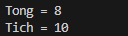 Tong = 8
Tich = 10